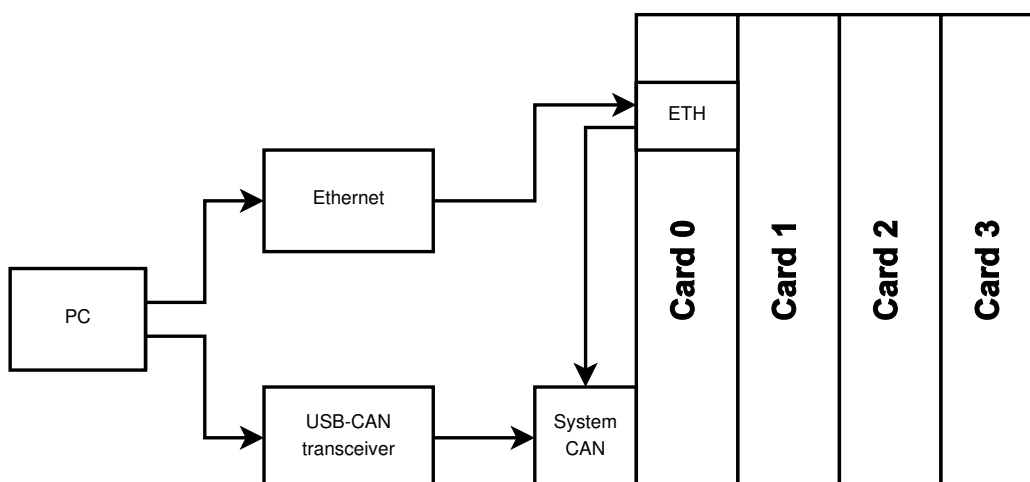 ETH
Ethernet
PC
USB-CAN
transceiver
System
CAN
Card 0
Card 1
Card 2
Card 3